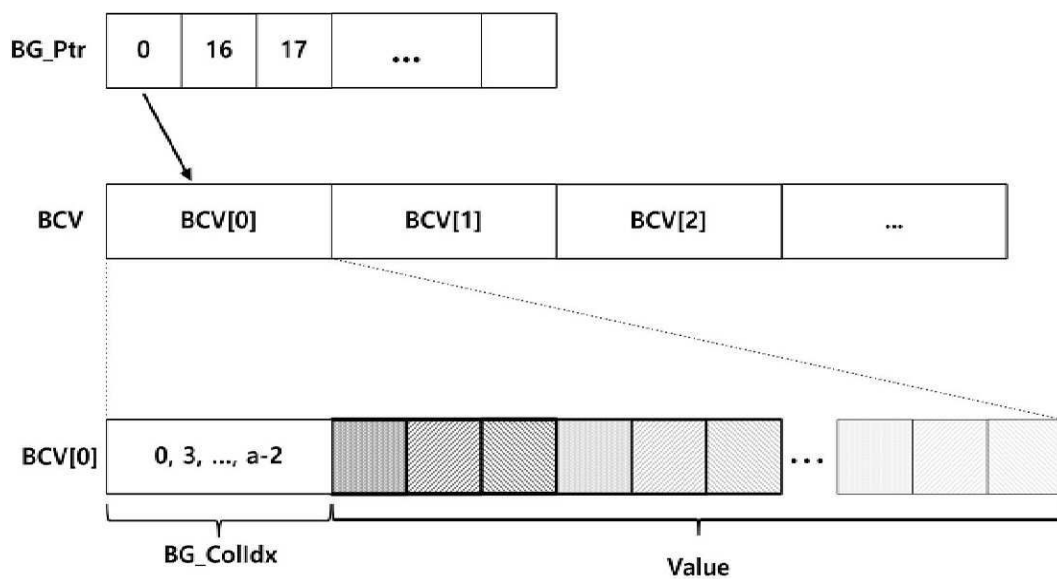 BG_Ptr 0 16 17 ...
BCV BCV[0] BCV[1] BCV[2] ...
BCV[0] 0, 3, ..., a-2 ...
BG_ColIdx Value